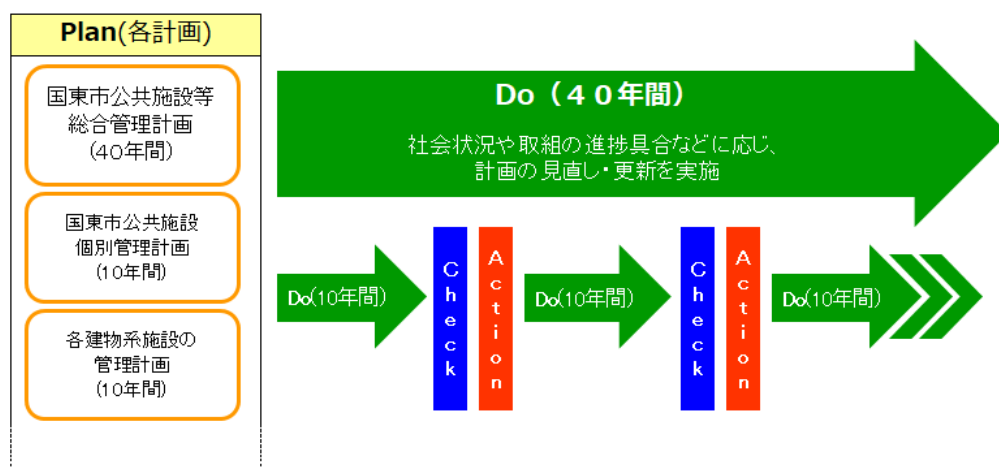 Plan(各計画)
国東市公共施設等
総合管理計画
(40年間)
国東市公共施設
個別管理計画
(10年間)
各建物系施設の
管理計画
(10年間)
Do（４０年間）
社会状況や取組の進捗具合などに応じ、
計画の見直し・更新を実施
Do(10年間)
Check
Action
Do(10年間)
Check
Action
Do(10年間)